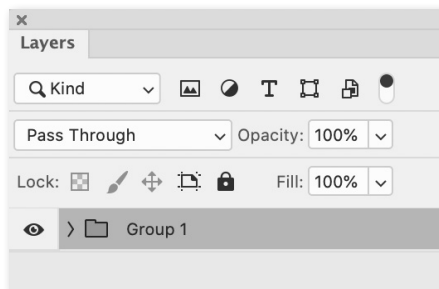 Layers
Kind
Pass Through Opacity: 100%
Lock: Fill: 100%
Group 1